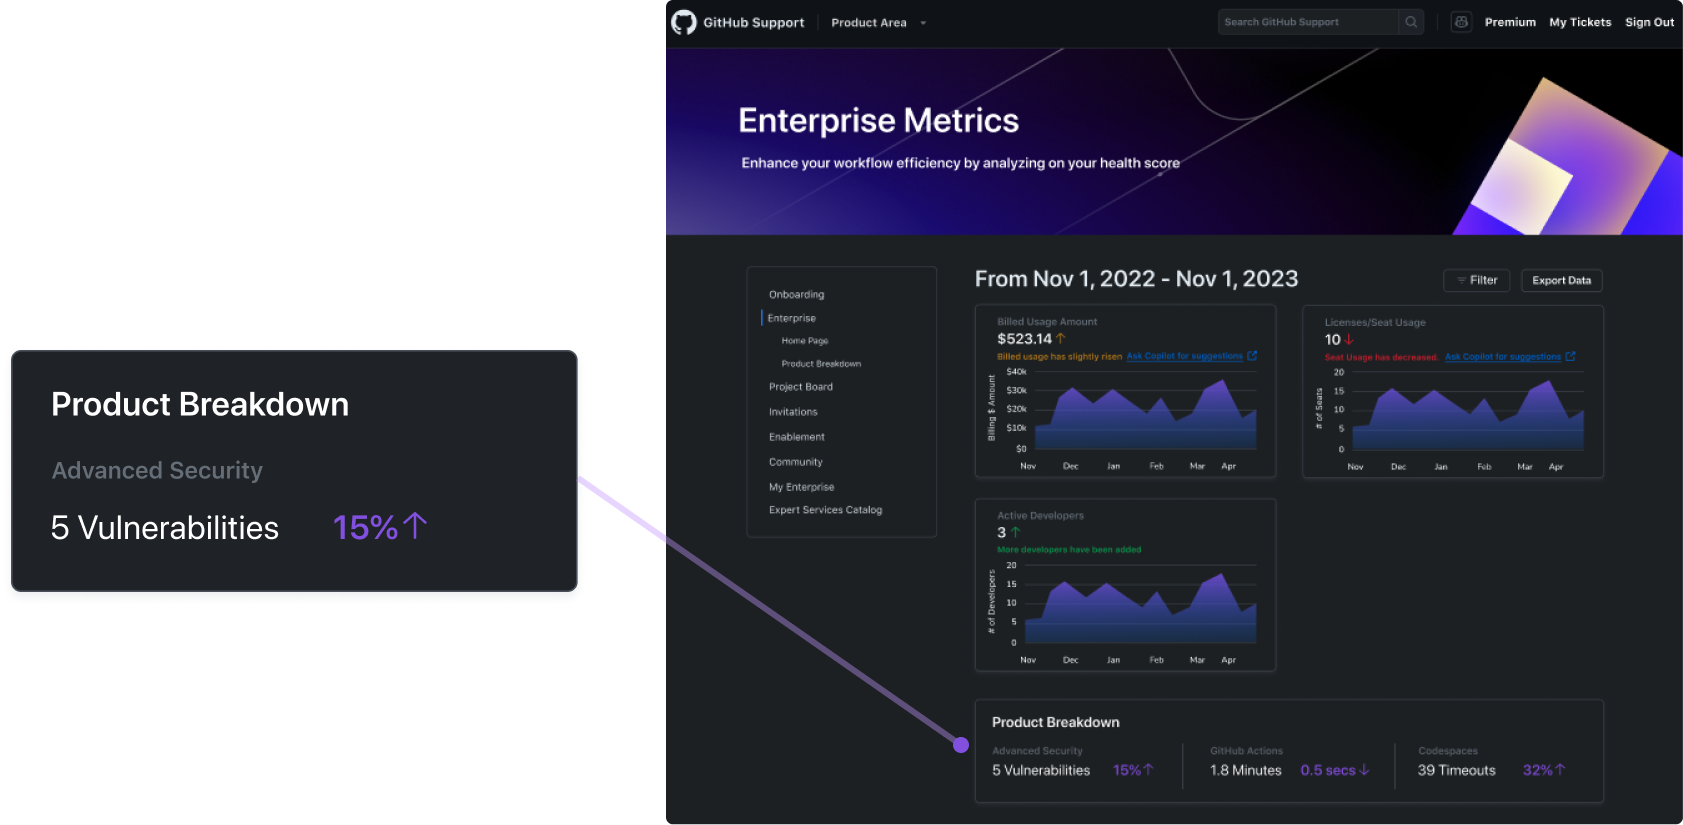 GitHub Support
Product Area
Search GitHub Support
Premium
My Tickets
Sign Out
Enterprise Metrics
Enhance your workflow efficiency by analyzing on your health score
Product Breakdown
Advanced Security
5 Vulnerabilities 15%↑
Onboarding
Enterprise
Home Page
Product Breakdown
Project Board
Invitations
Enablement
Community
My Enterprise
Expert Services Catalog
From Nov 1, 2022 - Nov 1, 2023
Filter
Export Data
Billed Usage Amount
$523.14 ↑
Billed usage has slightly risen Ask Copilot for suggestions
Billing $ Amount
$40k
$30k
$20k
$10k
$0
Nov Dec Jan Feb Mar Apr
Licenses/Seat Usage
10 ↓
Seat Usage has decreased. Ask Copilot for suggestions
# of Seats
20
15
10
5
0
Nov Dec Jan Feb Mar Apr
Active Developers
3 ↑
More developers have been added
# of Developers
20
15
10
5
0
Nov Dec Jan Feb Mar Apr
Product Breakdown
Advanced Security
5 Vulnerabilities 15%↑
GitHub Actions
1.8 Minutes 0.5 secs↓
Codespaces
39 Timeouts 32%↑